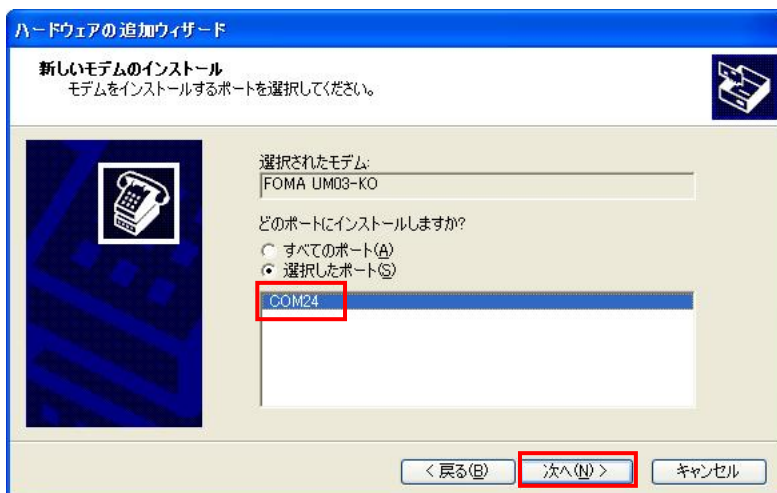 ハードウェアの追加ウィザード
新しいモデムのインストール
モデムをインストールするポートを選択してください。
選択されたモデム:
FOMA UM03-KO
どのポートにインストールしますか?
すべてのポート(A)
選択したポート(S)
COM24
< 戻る(B) 次へ(N) > キャンセル